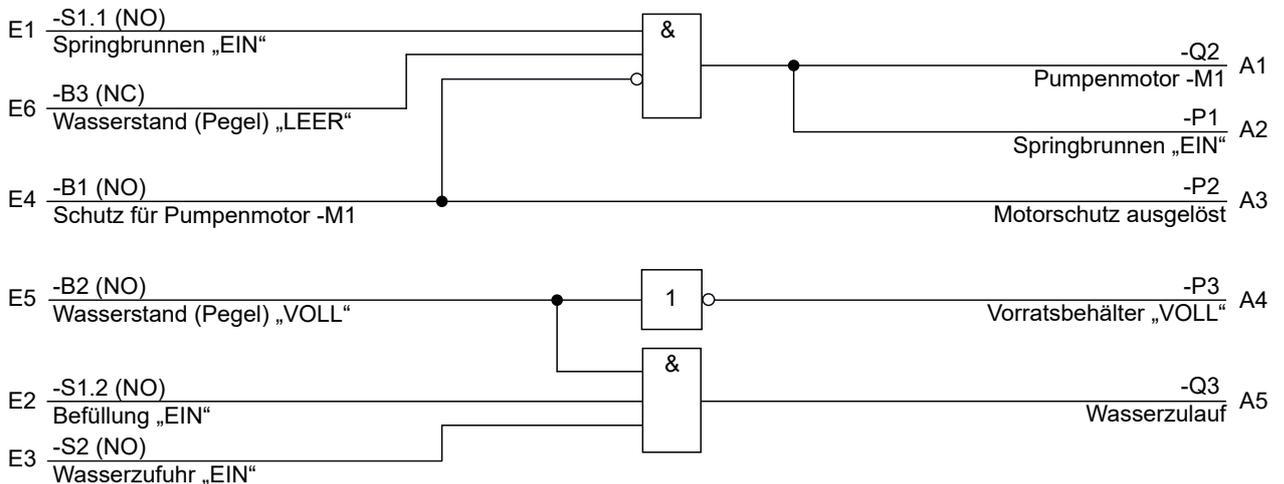 -S1.1 (NO)
E1
Springbrunnen „EIN“
&
-Q2
A1
Pumpenmotor -M1
-B3 (NC)
E6
Wasserstand (Pegel) „LEER“
-P1
A2
Springbrunnen „EIN“
-B1 (NO)
E4
Schutz für Pumpenmotor -M1
-P2
A3
Motorschutz ausgelöst
-B2 (NO)
E5
Wasserstand (Pegel) „VOLL“
1
-P3
A4
Vorratsbehälter „VOLL“
&
-S1.2 (NO)
E2
Befüllung „EIN“
-Q3
A5
Wasserzulauf
-S2 (NO)
E3
Wasserzufuhr „EIN“